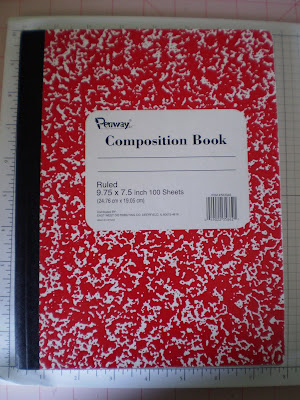 Penway
Composition Book
Ruled
9.75 x 7.5 inch 100 Sheets
(24.76 cm x 19.05 cm)